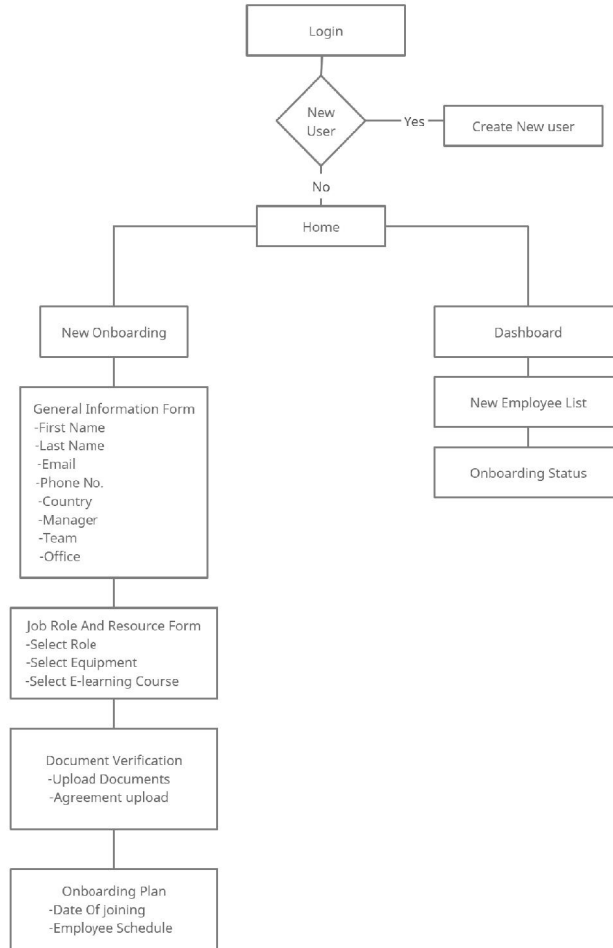 Login
New
User
Yes
Create New user
No
Home
New Onboarding
Dashboard
General Information Form
-First Name
-Last Name
-Email
-Phone No.
-Country
-Manager
-Team
-Office
New Employee List
Onboarding Status
Job Role And Resource Form
-Select Role
-Select Equipment
-Select E-learning Course
Document Verification
-Upload Documents
-Agreement upload
Onboarding Plan
-Date Of joining
-Employee Schedule